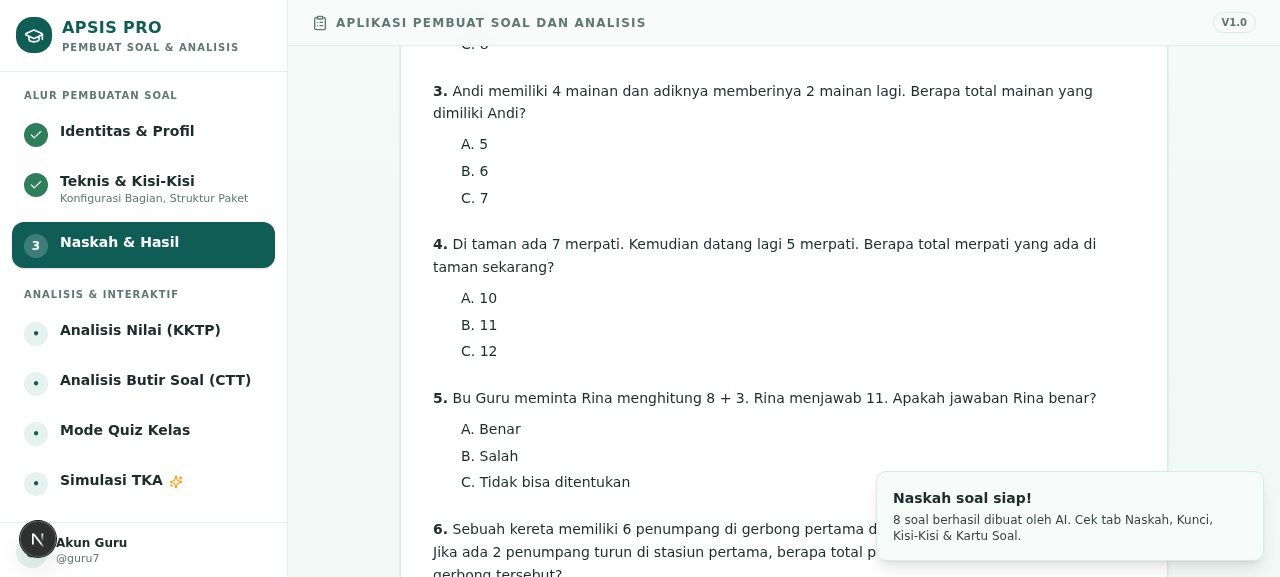 APSIS PRO
PEMBUAT SOAL & ANALISIS
ALUR PEMBUATAN SOAL
Identitas & Profil
Teknis & Kisi-Kisi
Konfigurasi Bagian, Struktur Paket
3
Naskah & Hasil
ANALISIS & INTERAKTIF
Analisis Nilai (KKTP)
Analisis Butir Soal (CTT)
Mode Quiz Kelas
Simulasi TKA
N
Akun Guru
@guru7
APLIKASI PEMBUAT SOAL DAN ANALISIS
V1.0
3. Andi memiliki 4 mainan dan adiknya memberinya 2 mainan lagi. Berapa total mainan yang
dimiliki Andi?
A. 5
B. 6
C. 7
4. Di taman ada 7 merpati. Kemudian datang lagi 5 merpati. Berapa total merpati yang ada di
taman sekarang?
A. 10
B. 11
C. 12
5. Bu Guru meminta Rina menghitung 8 + 3. Rina menjawab 11. Apakah jawaban Rina benar?
A. Benar
B. Salah
C. Tidak bisa ditentukan
6. Sebuah kereta memiliki 6 penumpang di gerbong pertama
Jika ada 2 penumpang turun di stasiun pertama, berapa total
gerbong tersebut?
Naskah soal siap!
8 soal berhasil dibuat oleh AI. Cek tab Naskah, Kunci,
Kisi-Kisi & Kartu Soal.